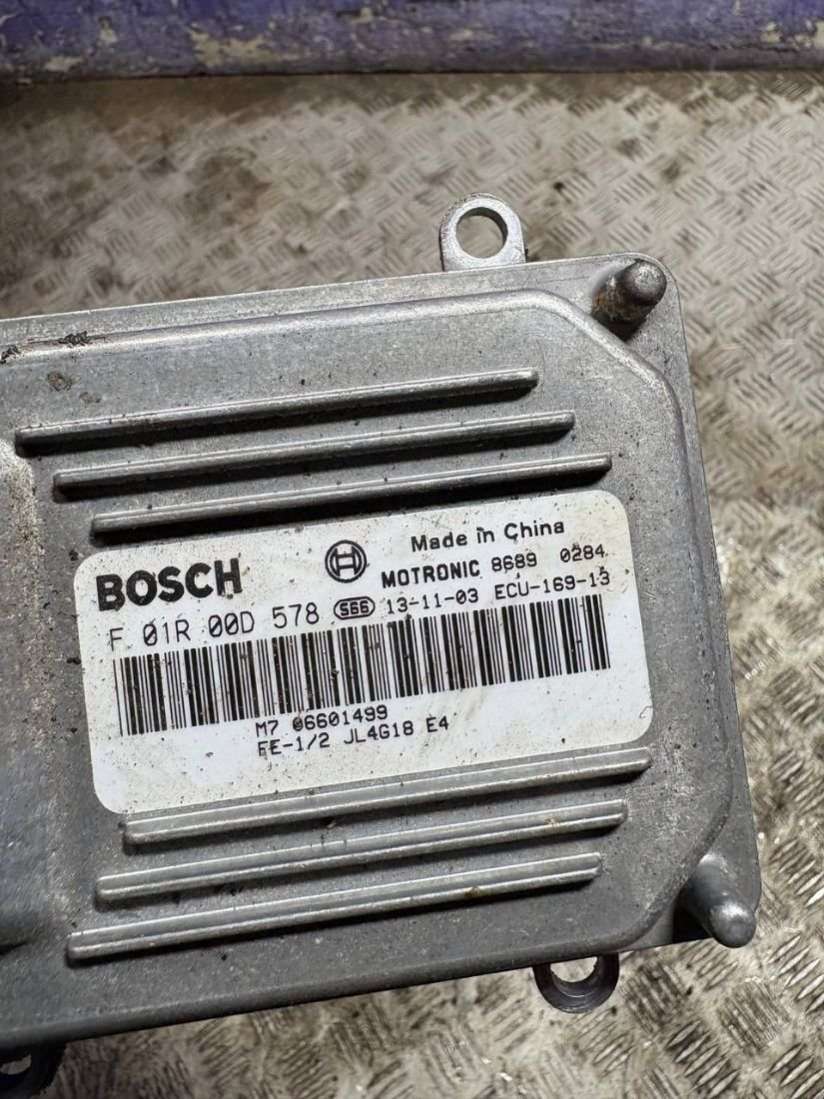 Made in China
BOSCH MOTRONIC 8689 0284
F 01R 00D 578 S66 13-11-03 ECU-169-13
M7 06601499
FE-1/2 JL4G18 E4